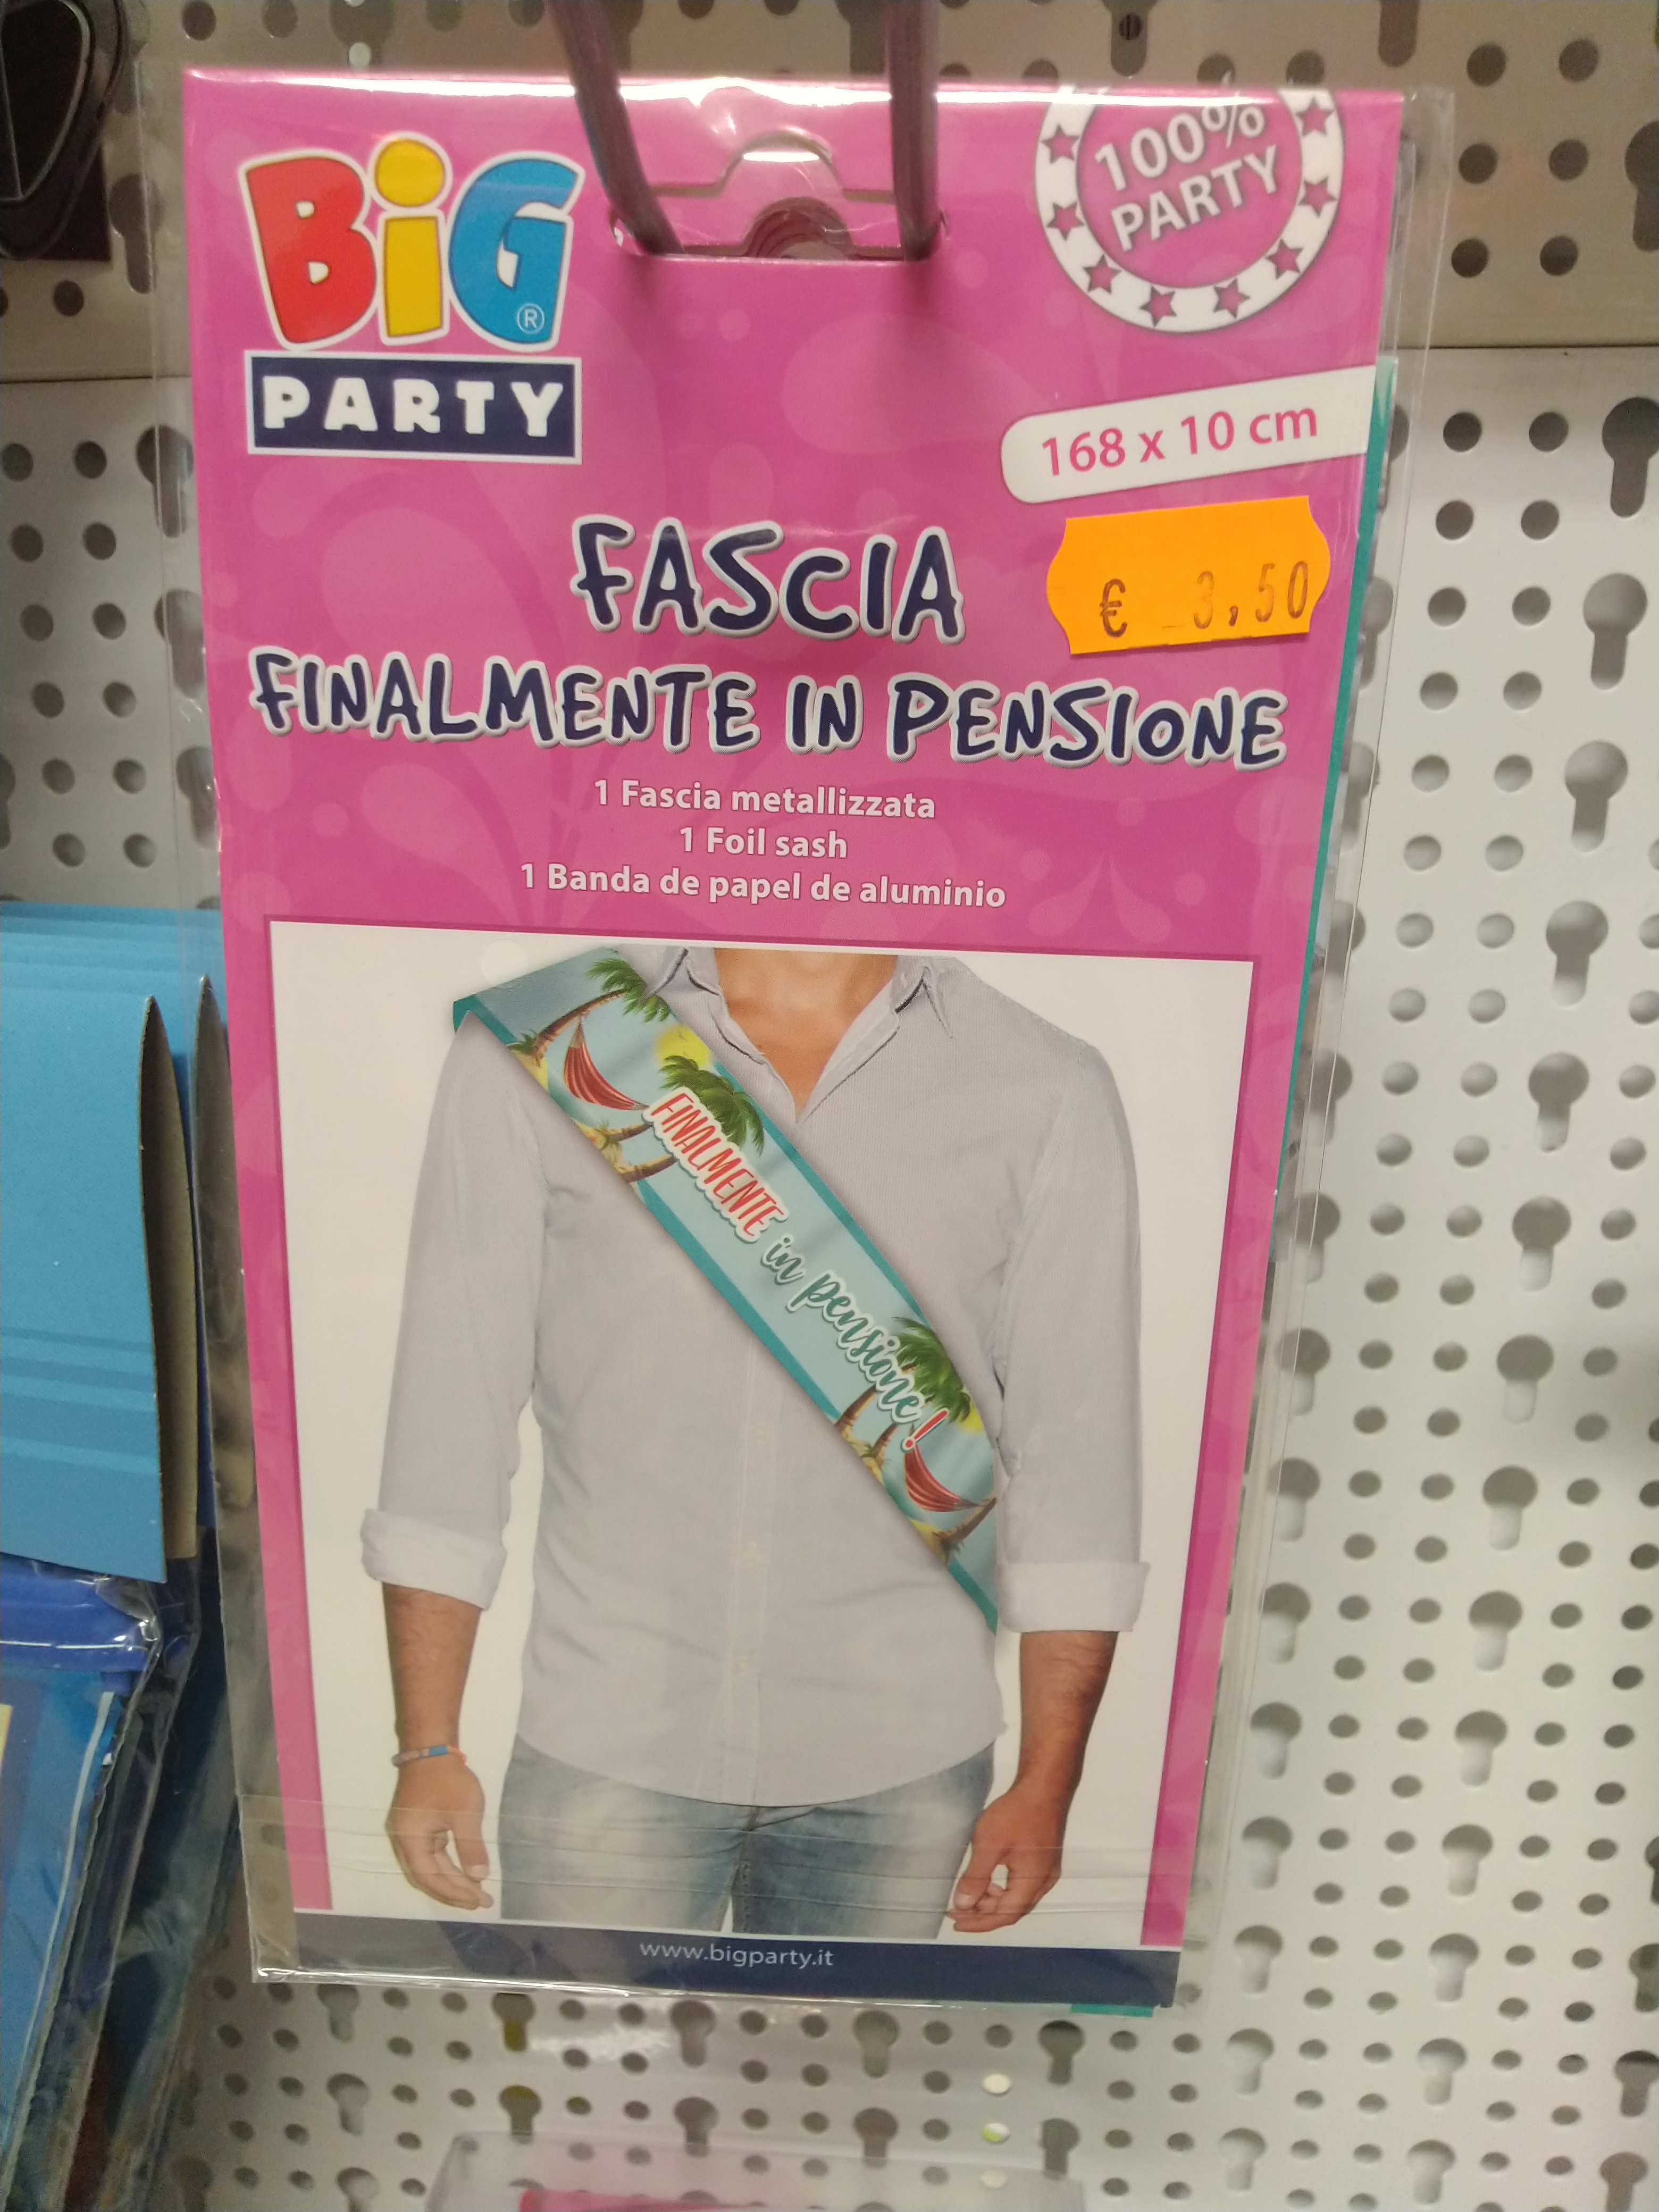 BiG®
PARTY
100%
PARTY
168 x 10 cm
€ 3,50
FASCIA
FINALMENTE IN PENSIONE
1 Fascia metallizzata
1 Foil sash
1 Banda de papel de aluminio
FINALMENTE in pensione!
www.bigparty.it